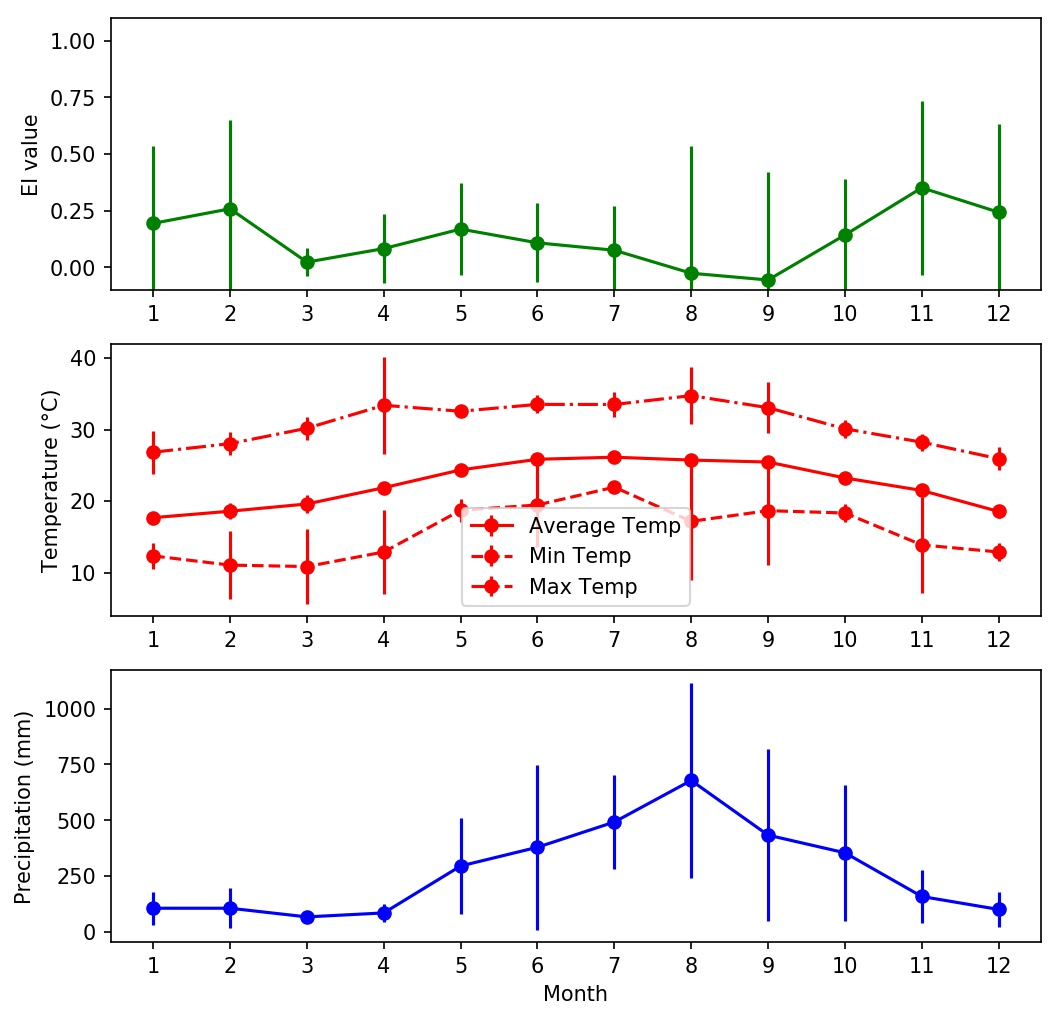 EI value
1.00
0.75
0.50
0.25
0.00
1 2 3 4 5 6 7 8 9 10 11 12
Temperature (°C)
40
30
20
10
Average Temp
Min Temp
Max Temp
1 2 3 4 5 6 7 8 9 10 11 12
Precipitation (mm)
1000
750
500
250
0
1 2 3 4 5 6 7 8 9 10 11 12
Month